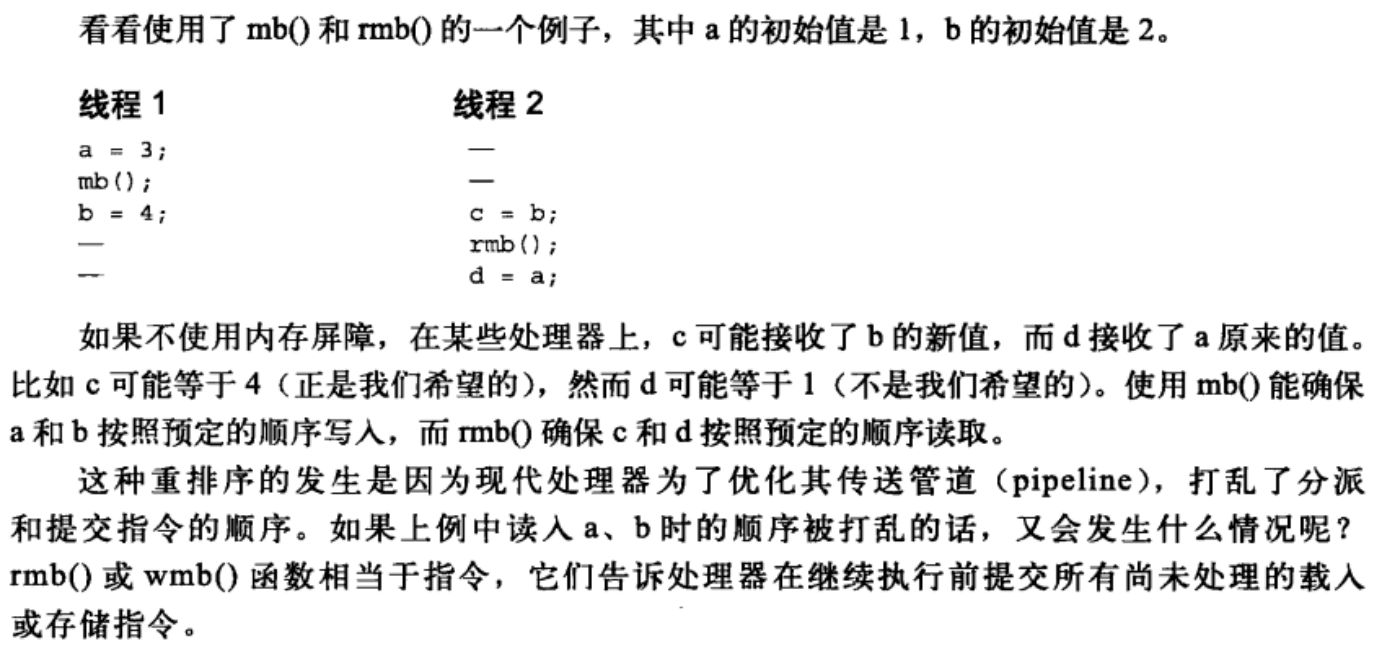 看看使用了 mb() 和 rmb() 的一个例子，其中 a 的初始值是 1，b 的初始值是 2。
线程 1 线程 2
a = 3; —
mb(); —
b = 4; c = b;
— rmb();
— d = a;
如果不使用内存屏障，在某些处理器上，c 可能接收了 b 的新值，而 d 接收了 a 原来的值。
比如 c 可能等于 4（正是我们希望的），然而 d 可能等于 1（不是我们希望的）。使用 mb() 能确保
a 和 b 按照预定的顺序写入，而 rmb() 确保 c 和 d 按照预定的顺序读取。
这种重排序的发生是因为现代处理器为了优化其传送管道（pipeline），打乱了分派
和提交指令的顺序。如果上例中读入 a、b 时的顺序被打乱的话，又会发生什么情况呢？
rmb() 或 wmb() 函数相当于指令，它们告诉处理器在继续执行前提交所有尚未处理的载入
或存储指令。